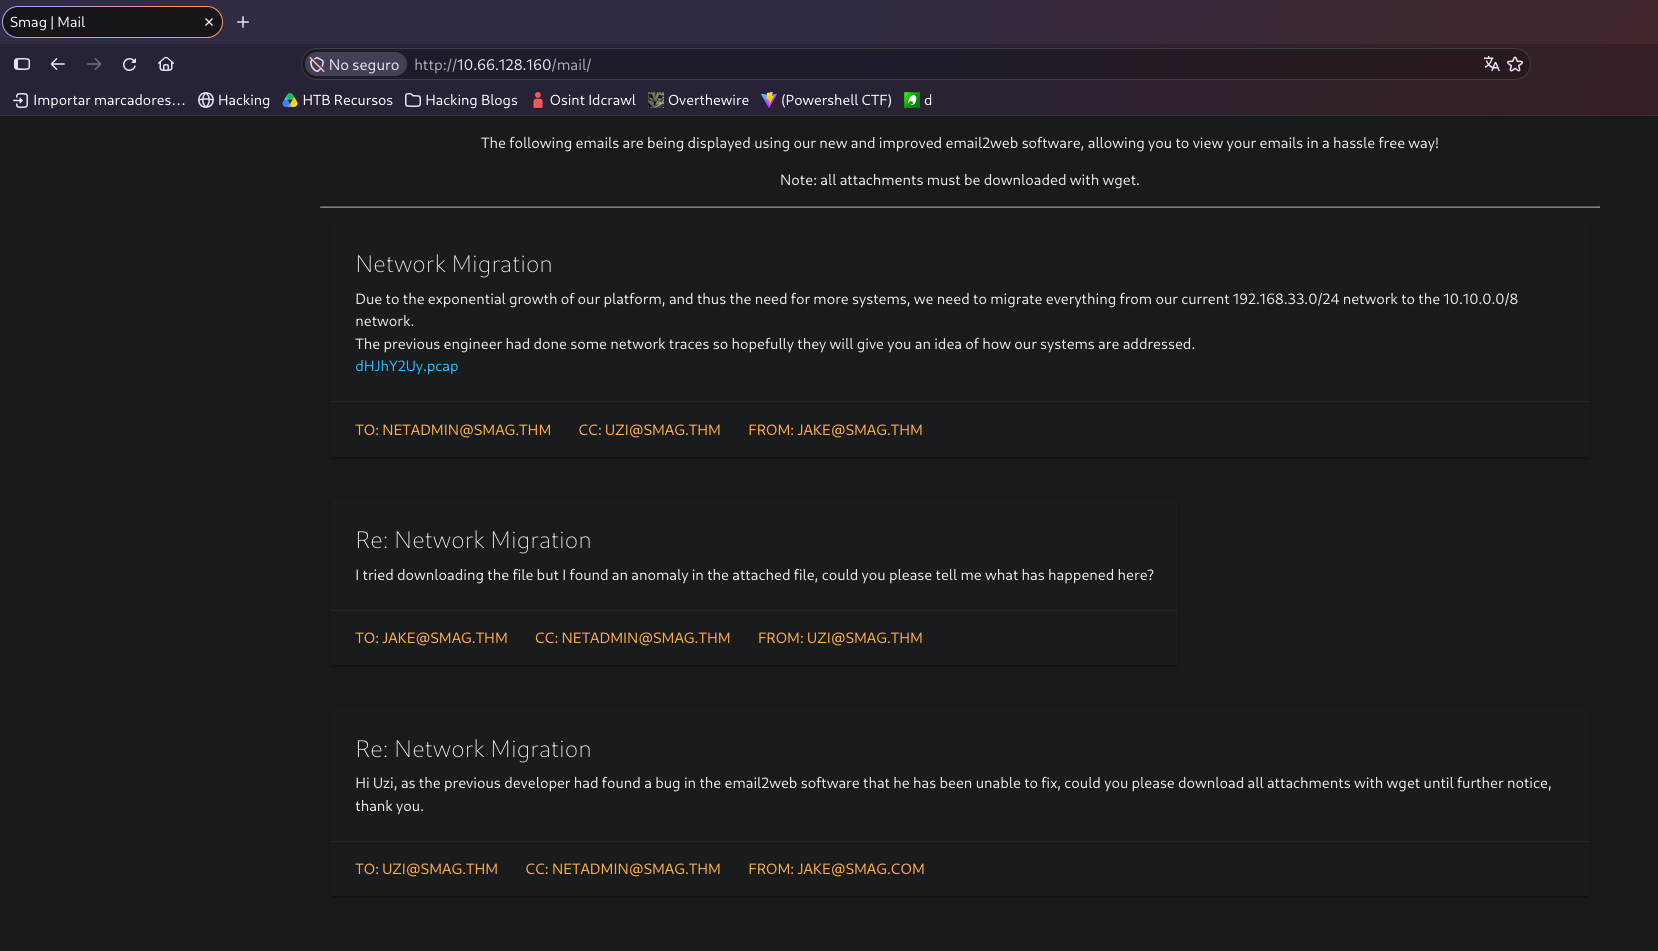 Smag | Mail
No seguro http://10.66.128.160/mail/
Importar marcadores... Hacking HTB Recursos Hacking Blogs Osint Idcrawl Overthewire (Powershell CTF) d
The following emails are being displayed using our new and improved email2web software, allowing you to view your emails in a hassle free way!
Note: all attachments must be downloaded with wget.
Network Migration
Due to the exponential growth of our platform, and thus the need for more systems, we need to migrate everything from our current 192.168.33.0/24 network to the 10.10.0.0/8
network.
The previous engineer had done some network traces so hopefully they will give you an idea of how our systems are addressed.
dHJhY2Uy.pcap
TO: NETADMIN@SMAG.THM CC: UZI@SMAG.THM FROM: JAKE@SMAG.THM
Re: Network Migration
I tried downloading the file but I found an anomaly in the attached file, could you please tell me what has happened here?
TO: JAKE@SMAG.THM CC: NETADMIN@SMAG.THM FROM: UZI@SMAG.THM
Re: Network Migration
Hi Uzi, as the previous developer had found a bug in the email2web software that he has been unable to fix, could you please download all attachments with wget until further notice,
thank you.
TO: UZI@SMAG.THM CC: NETADMIN@SMAG.THM FROM: JAKE@SMAG.COM